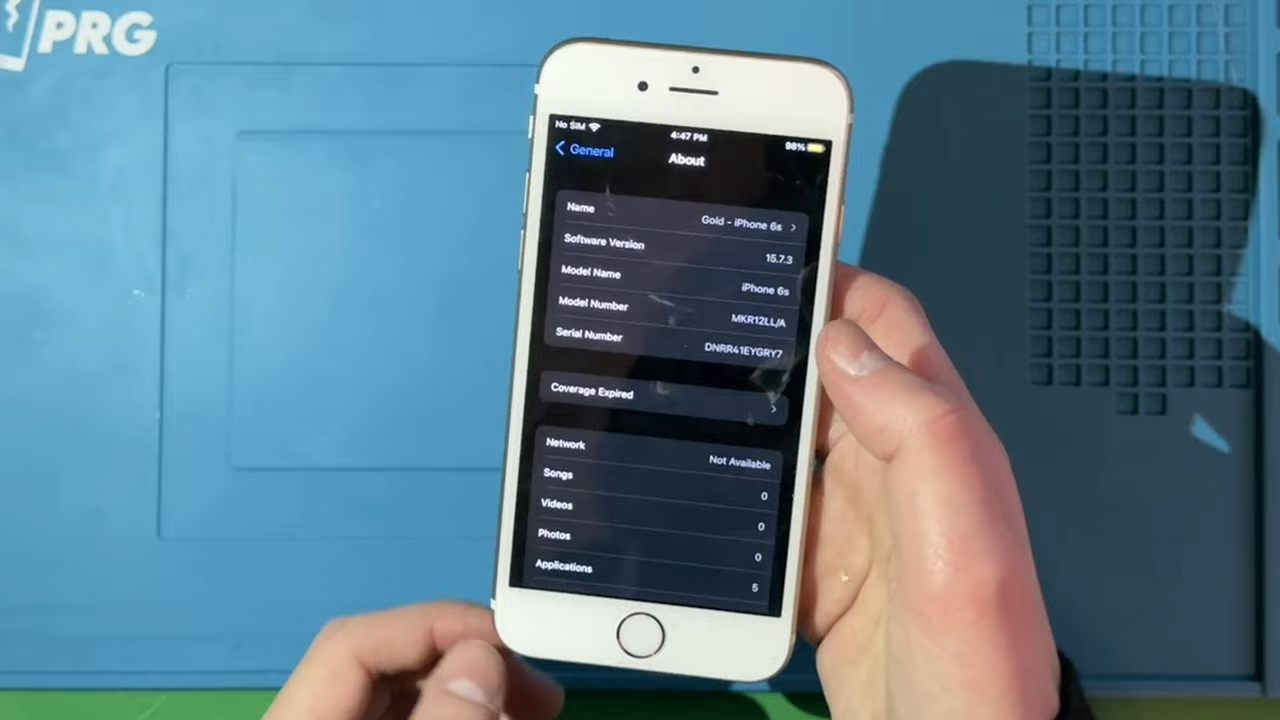 PRG
No SIM 4:47 PM 98%
General About
Name Gold - iPhone 6s
Software Version 15.7.3
Model Name iPhone 6s
Model Number MKR12LL/A
Serial Number DNRR41EYGRY7
Coverage Expired
Network Not Available
Songs 0
Videos 0
Photos 0
Applications 5